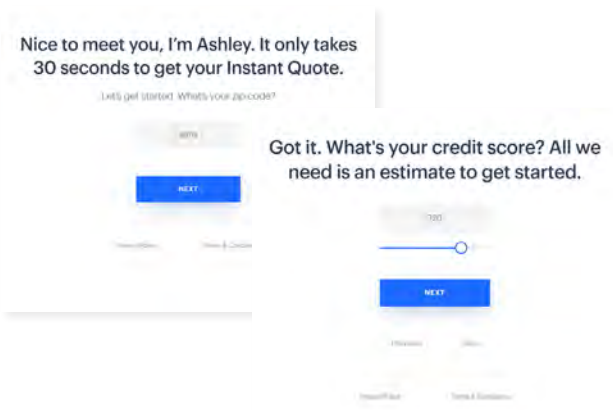 Nice to meet you, I'm Ashley. It only takes
30 seconds to get your Instant Quote.
Let's get started. What's your zip code?
NEXT
Got it. What's your credit score? All we
need is an estimate to get started.
720
NEXT